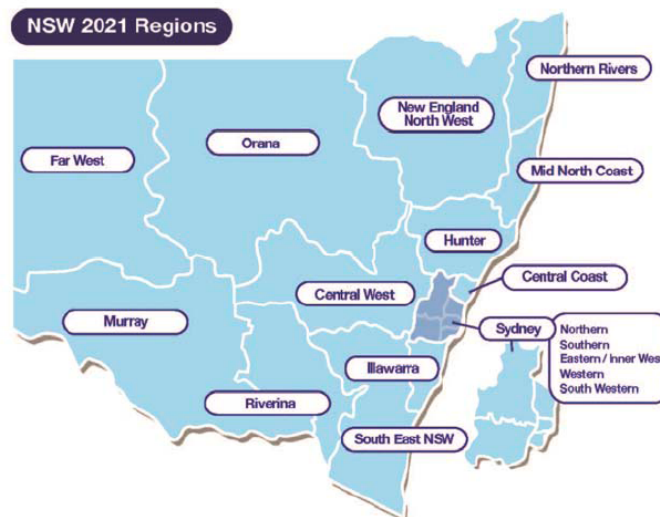 NSW 2021 Regions
Northern Rivers
New England
North West
Orana
Far West
Mid North Coast
Hunter
Central Coast
Central West
Murray
Sydney
Northern
Southern
Eastern / Inner Wes
Western
South Western
Illawarra
Riverina
South East NSW